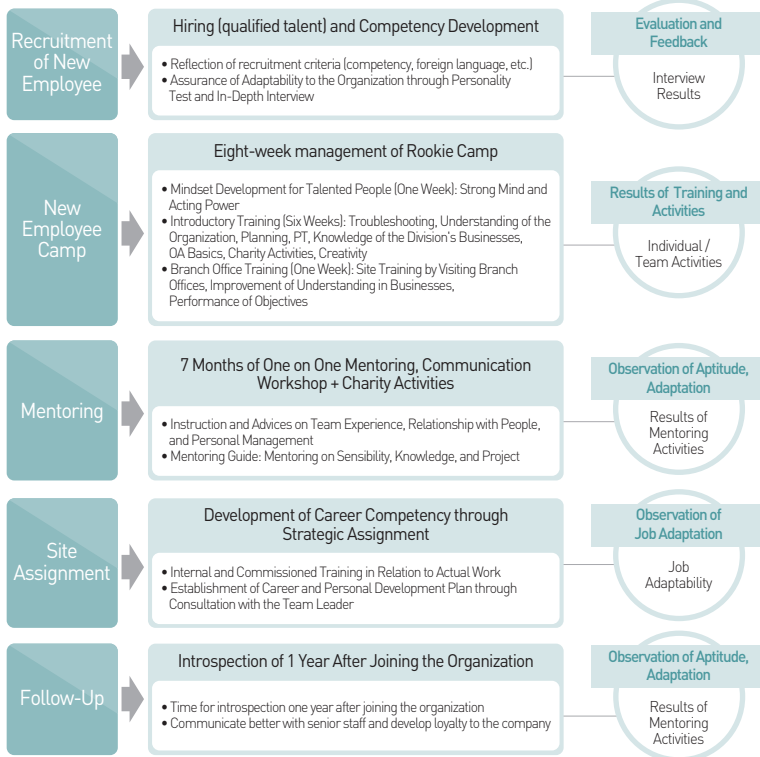 Recruitment
of New
Employee
Hiring (qualified talent) and Competency Development
• Reflection of recruitment criteria (competency, foreign language, etc.)
• Assurance of Adaptability to the Organization through Personality
Test and In-Depth Interview
Evaluation and
Feedback
Interview
Results
New
Employee
Camp
Eight-week management of Rookie Camp
• Mindset Development for Talented People (One Week): Strong Mind and
Acting Power
• Introductory Training (Six Weeks): Troubleshooting, Understanding of the
Organization, Planning, PT, Knowledge of the Division's Businesses,
OA Basics, Charity Activities, Creativity
• Branch Office Training (One Week): Site Training by Visiting Branch
Offices, Improvement of Understanding in Businesses,
Performance of Objectives
Results of Training and
Activities
Individual /
Team Activities
Mentoring
7 Months of One on One Mentoring, Communication
Workshop + Charity Activities
• Instruction and Advices on Team Experience, Relationship with People,
and Personal Management
• Mentoring Guide: Mentoring on Sensibility, Knowledge, and Project
Observation of Aptitude,
Adaptation
Results of
Mentoring
Activities
Site
Assignment
Development of Career Competency through
Strategic Assignment
• Internal and Commissioned Training in Relation to Actual Work
• Establishment of Career and Personal Development Plan through
Consultation with the Team Leader
Observation of
Job Adaptation
Job
Adaptability
Follow-Up
Introspection of 1 Year After Joining the Organization
• Time for introspection one year after joining the organization
• Communicate better with senior staff and develop loyalty to the company
Observation of Aptitude,
Adaptation
Results of
Mentoring
Activities